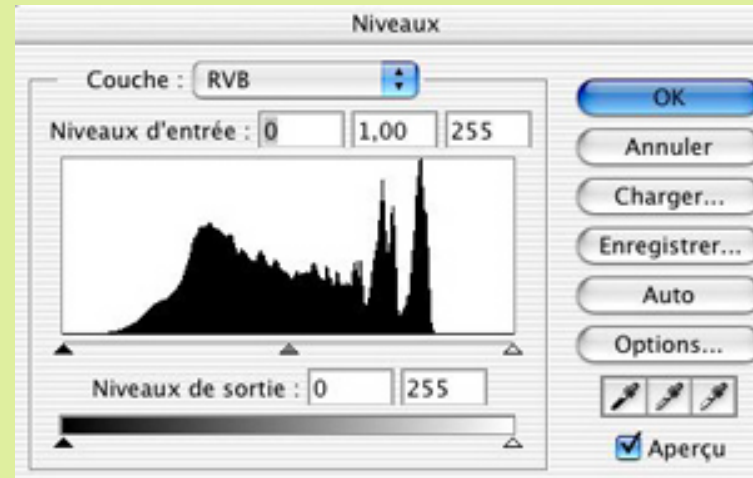 Niveaux
Couche : RVB
Niveaux d'entrée : 0 1,00 255
Niveaux de sortie : 0 255
OK
Annuler
Charger...
Enregistrer...
Auto
Options...
Aperçu